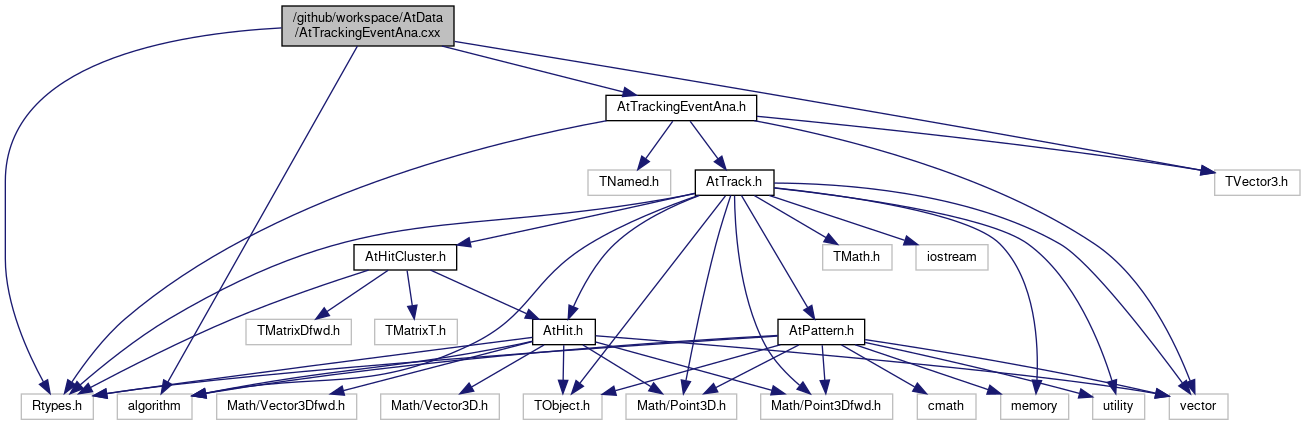 /github/workspace/AtData
/AtTrackingEventAna.cxx
AtTrackingEventAna.h
TNamed.h
AtTrack.h
TVector3.h
AtHitCluster.h
TMath.h
iostream
TMatrixDfwd.h
TMatrixT.h
AtHit.h
AtPattern.h
Rtypes.h
algorithm
Math/Vector3Dfwd.h
Math/Vector3D.h
TObject.h
Math/Point3D.h
Math/Point3Dfwd.h
cmath
memory
utility
vector